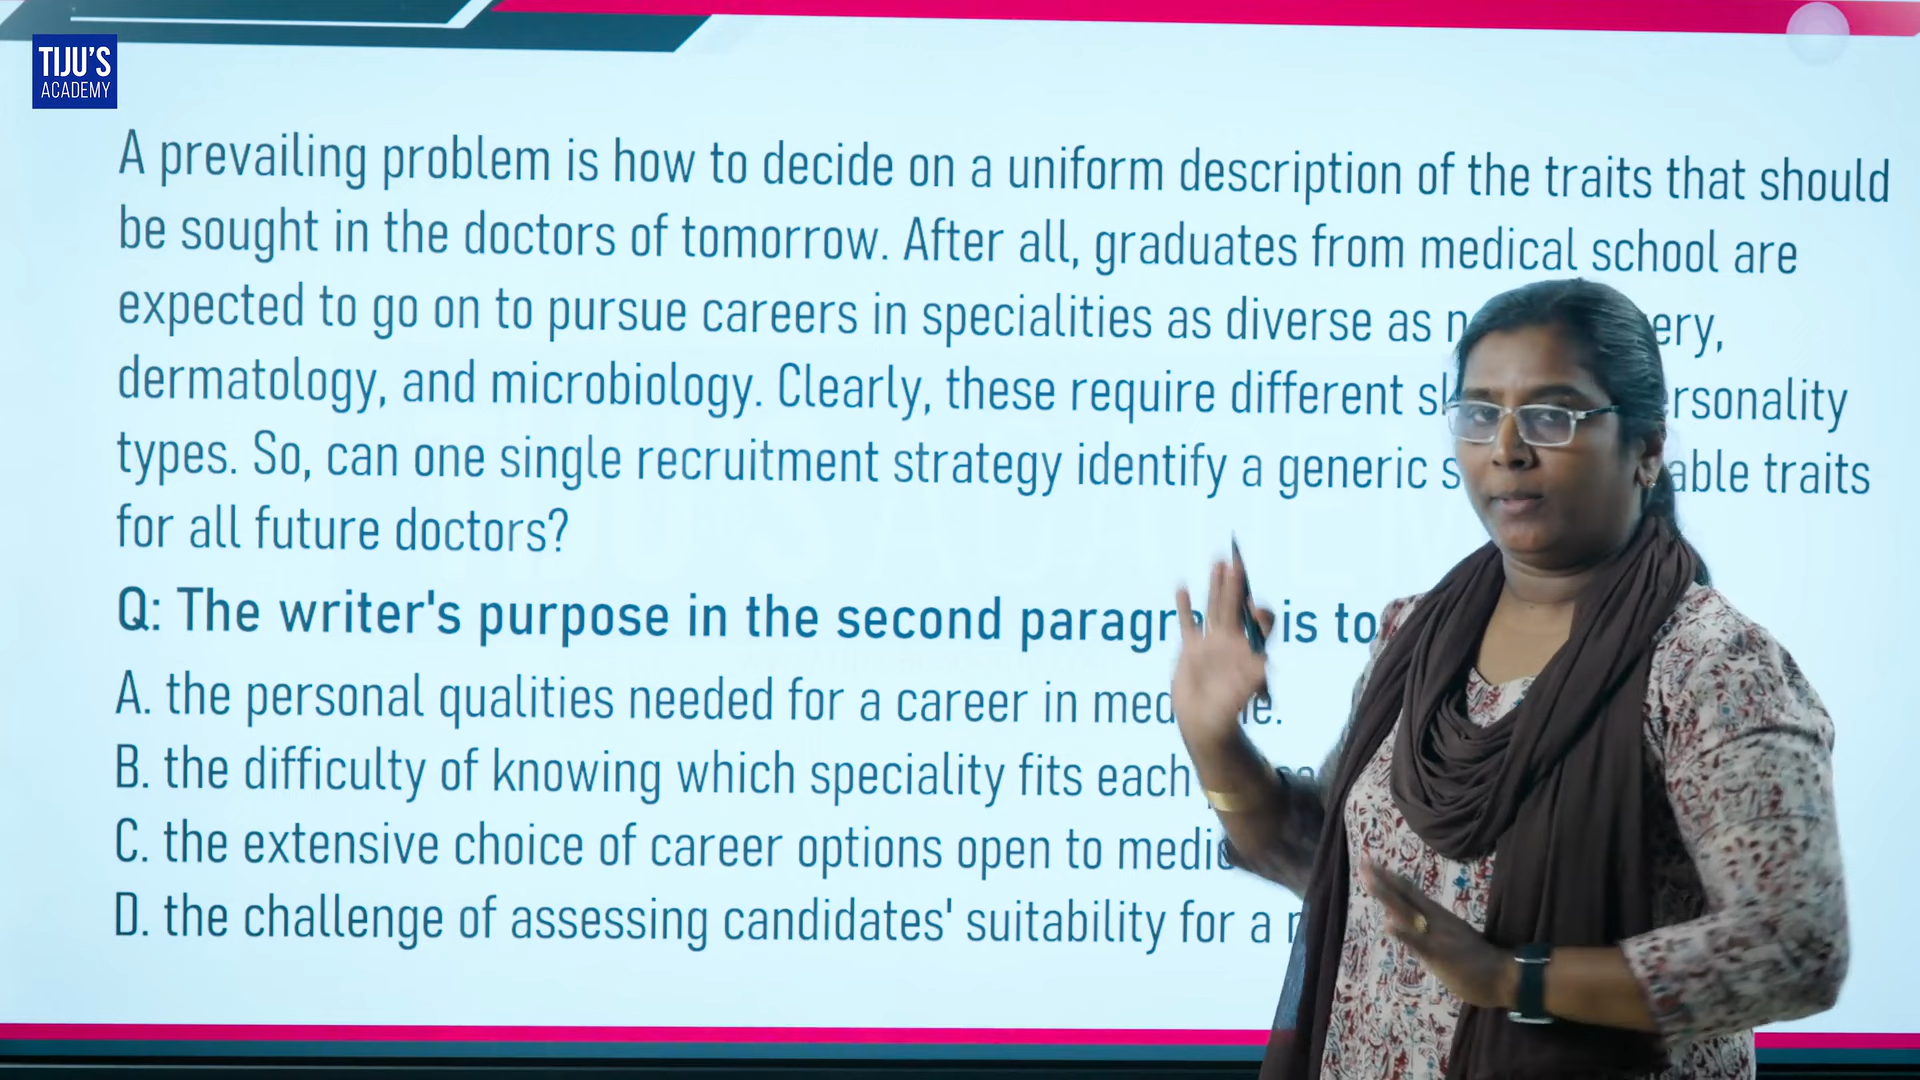 TIJU'S
ACADEMY
A prevailing problem is how to decide on a uniform description of the traits that should
be sought in the doctors of tomorrow. After all, graduates from medical school are
expected to go on to pursue careers in specialities as diverse as
dermatology, and microbiology. Clearly, these require different
types. So, can one single recruitment strategy identify a generic traits
for all future doctors?
Q: The writer's purpose in the second is to
A. the personal qualities needed for a career in
B. the difficulty of knowing which speciality fits each
C. the extensive choice of career options open to
D. the challenge of assessing candidates' suitability for a